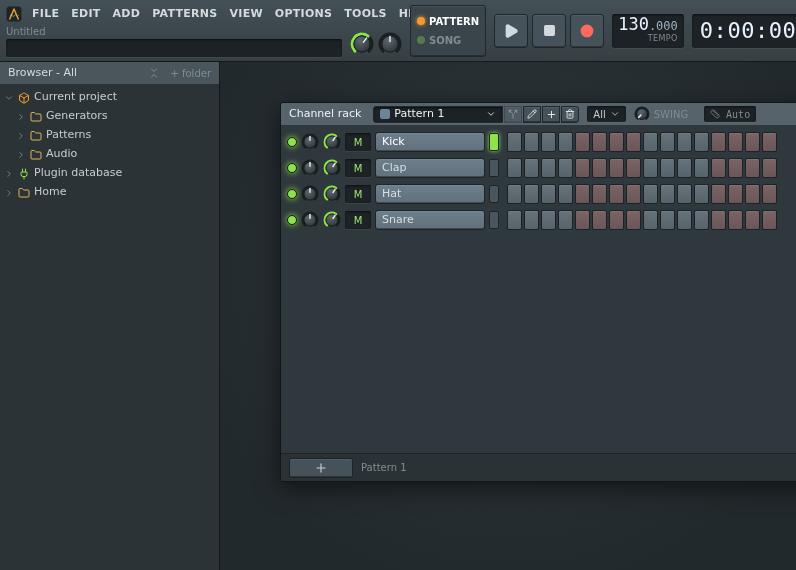 FILE EDIT ADD PATTERNS VIEW OPTIONS TOOLS
Untitled
PATTERN
SONG
130.000
TEMPO
0:00:00
Browser - All
+ folder
Current project
Generators
Patterns
Audio
Plugin database
Home
Channel rack
Pattern 1
All
SWING
Auto
M
Kick
M
Clap
M
Hat
M
Snare
Pattern 1